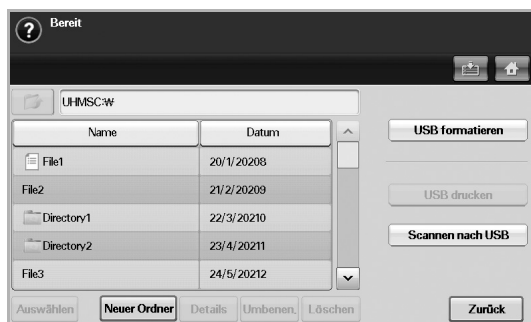 Bereit
UHMSC:₩
Name Datum
File1 20/1/20208
USB formatieren
File2 21/2/20209
USB drucken
Directory1 22/3/20210
Directory2 23/4/20211
Scannen nach USB
File3 24/5/20212
Auswählen Neuer Ordner Details Umbenen. Löschen Zurück